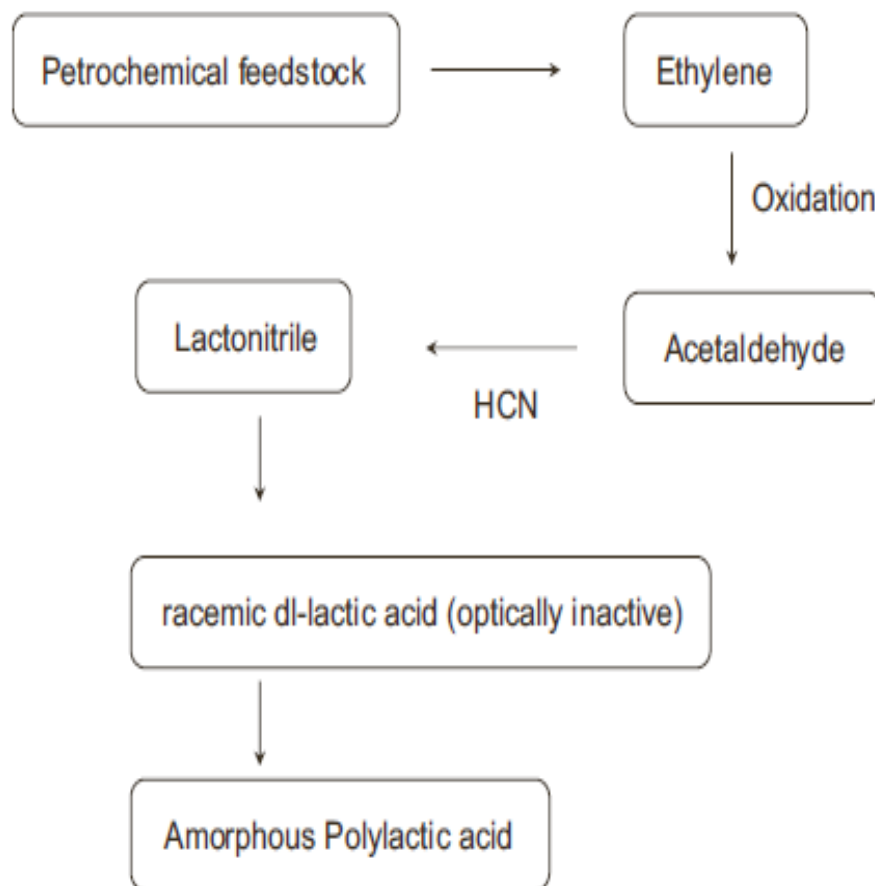 Petrochemical feedstock
Ethylene
Oxidation
Acetaldehyde
HCN
Lactonitrile
racemic dl-lactic acid (optically inactive)
Amorphous Polylactic acid